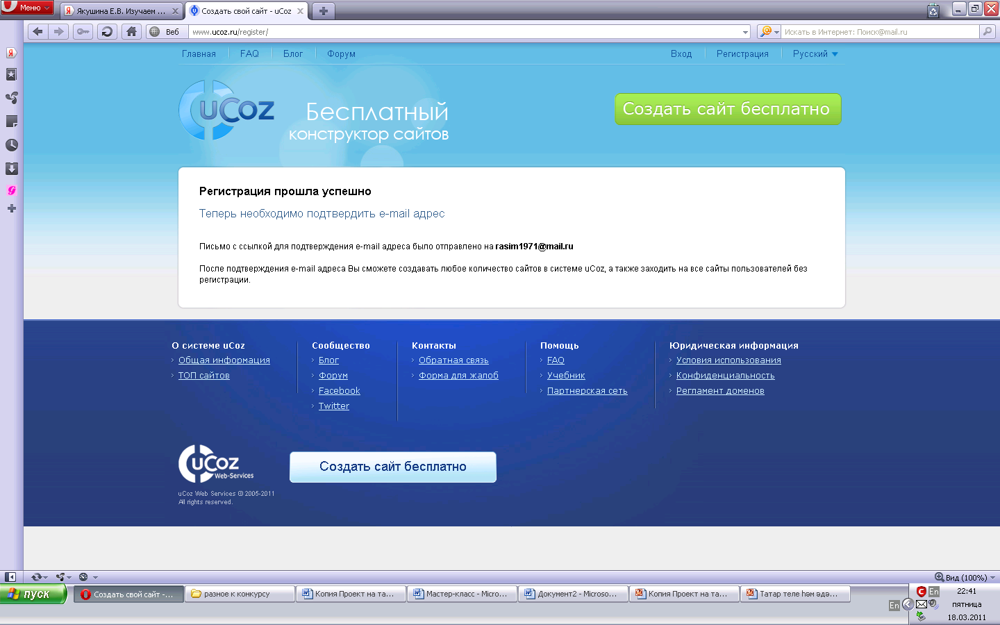 Меню
Якушина Е.В. Изучаем ...
Создать свой сайт - uCoz
Веб
www.ucoz.ru/register/
Искать в Интернет: Поиск@mail.ru
Главная
FAQ
Блог
Форум
Вход
Регистрация
Русский
uCoz
Бесплатный
конструктор сайтов
Создать сайт бесплатно
Регистрация прошла успешно
Теперь необходимо подтвердить e-mail адрес
Письмо с ссылкой для подтверждения e-mail адреса было отправлено на rasim1971@mail.ru
После подтверждения e-mail адреса Вы сможете создавать любое количество сайтов в системе uCoz, а также заходить на все сайты пользователей без
регистрации.
О системе uCoz
Общая информация
ТОП сайтов
Сообщество
Блог
Форум
Facebook
Twitter
Контакты
Обратная связь
Форма для жалоб
Помощь
FAQ
Учебник
Партнерская сеть
Юридическая информация
Условия использования
Конфиденциальность
Регламент доменов
uCoz
Web-Services
Создать сайт бесплатно
uCoz Web Services © 2005-2011
All rights reserved.
Вид (100%)
пуск
Создать свой сайт -...
разное к конкурсу
Копия Проект на та...
Мастер-класс - Micro...
Документ2 - Microso...
Копия Проект на та...
Татар теле һәм әдә...
En
En
22:41
пятница
18.03.2011